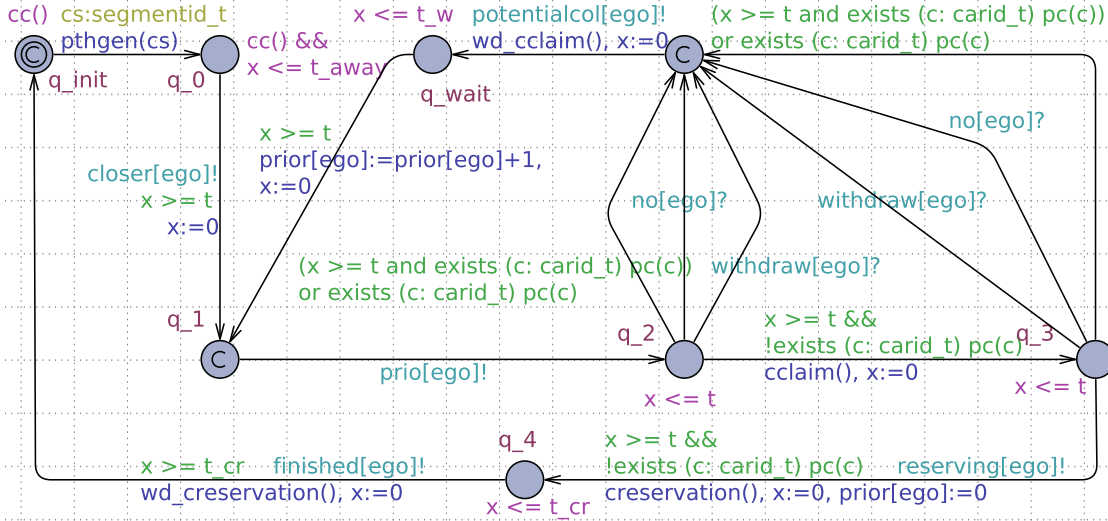 cc() cs:segmentid_t
pthgen(cs)
q_init
q_0
cc() &&
x <= t_away
x <= t_w
q_wait
potentialcol[ego]!
wd_cclaim(), x:=0
C
(x >= t and exists (c: carid_t) pc(c))
or exists (c: carid_t) pc(c)
C
closer[ego]!
x >= t
x:=0
x >= t
prior[ego]:=prior[ego]+1,
x:=0
no[ego]?
withdraw[ego]?
no[ego]?
withdraw[ego]?
(x >= t and exists (c: carid_t) pc(c))
or exists (c: carid_t) pc(c)
q_1
C
prio[ego]!
q_2
x <= t
x >= t &&
!exists (c: carid_t) pc(c)
cclaim(), x:=0
q_3
x <= t
q_4
x <= t_cr
x >= t &&
!exists (c: carid_t) pc(c) reserving[ego]!
creservation(), x:=0, prior[ego]:=0
x >= t_cr finished[ego]!
wd_creservation(), x:=0